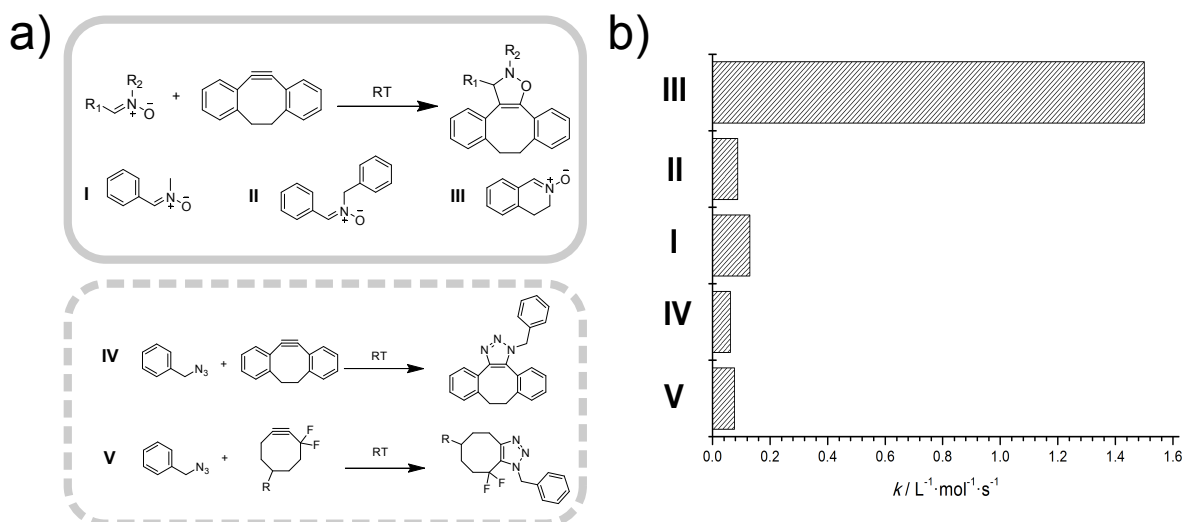 a)
R1
R2
N
+
O
−
+
RT
R1
R2
N
O
I
N
+
O
−
II
N
+
O
−
III
N
+
O
−
IV
N3
+
RT
N
N
N
V
N3
+
F
F
R
RT
R
F
F
N
N
N
b)
III
II
I
IV
V
0.0 0.2 0.4 0.6 0.8 1.0 1.2 1.4 1.6
k / L⁻¹·mol⁻¹·s⁻¹